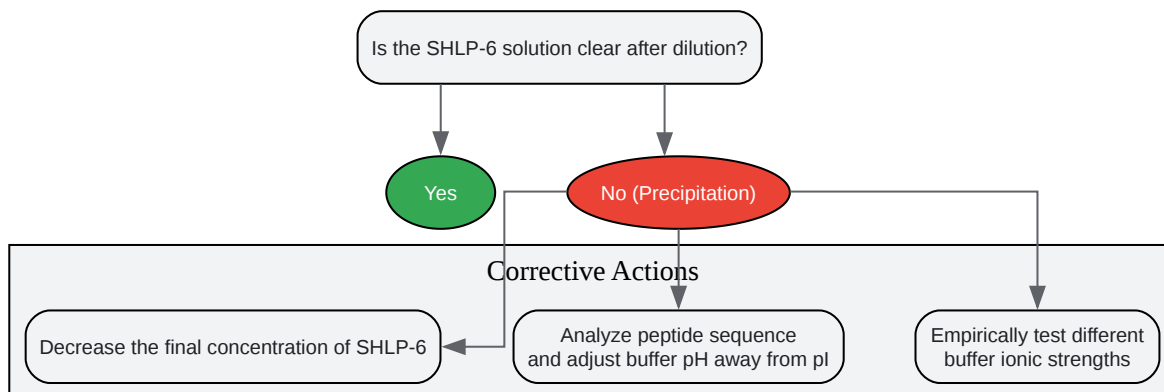 Is the SHLP-6 solution clear after dilution?
Yes
No (Precipitation)
Corrective Actions
Decrease the final concentration of SHLP-6
Analyze peptide sequence
and adjust buffer pH away from pI
Empirically test different
buffer ionic strengths